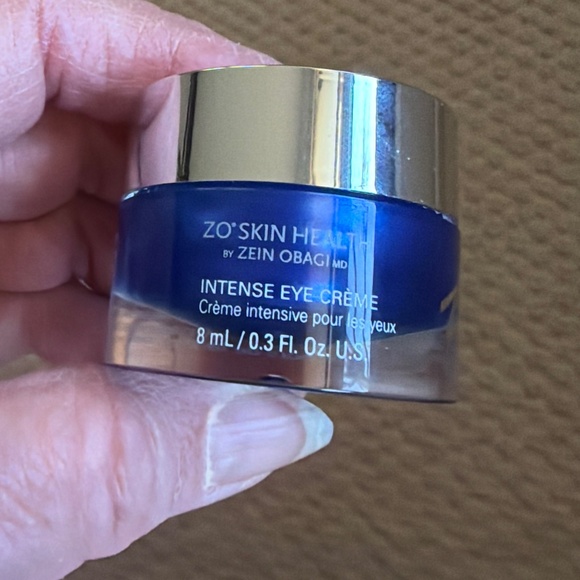 ZO® SKIN HEALTH
BY ZEIN OBAGI MD
INTENSE EYE CRÈME
Crème intensive pour les yeux
8 mL / 0.3 Fl. Oz. U.S.